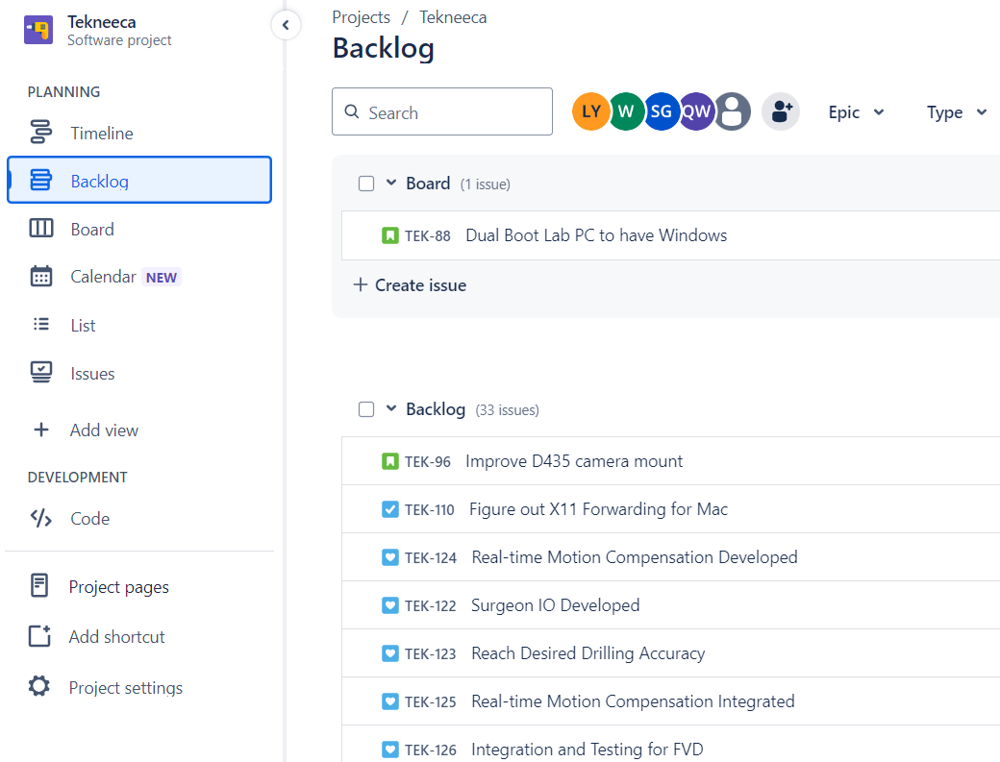 Tekneeca
Software project
PLANNING
Timeline
Backlog
Board
Calendar NEW
List
Issues
Add view
DEVELOPMENT
Code
Project pages
Add shortcut
Project settings
Projects / Tekneeca
Backlog
Search
LY W SG QW
Epic Type
Board (1 issue)
TEK-88 Dual Boot Lab PC to have Windows
+ Create issue
Backlog (33 issues)
TEK-96 Improve D435 camera mount
TEK-110 Figure out X11 Forwarding for Mac
TEK-124 Real-time Motion Compensation Developed
TEK-122 Surgeon IO Developed
TEK-123 Reach Desired Drilling Accuracy
TEK-125 Real-time Motion Compensation Integrated
TEK-126 Integration and Testing for FVD